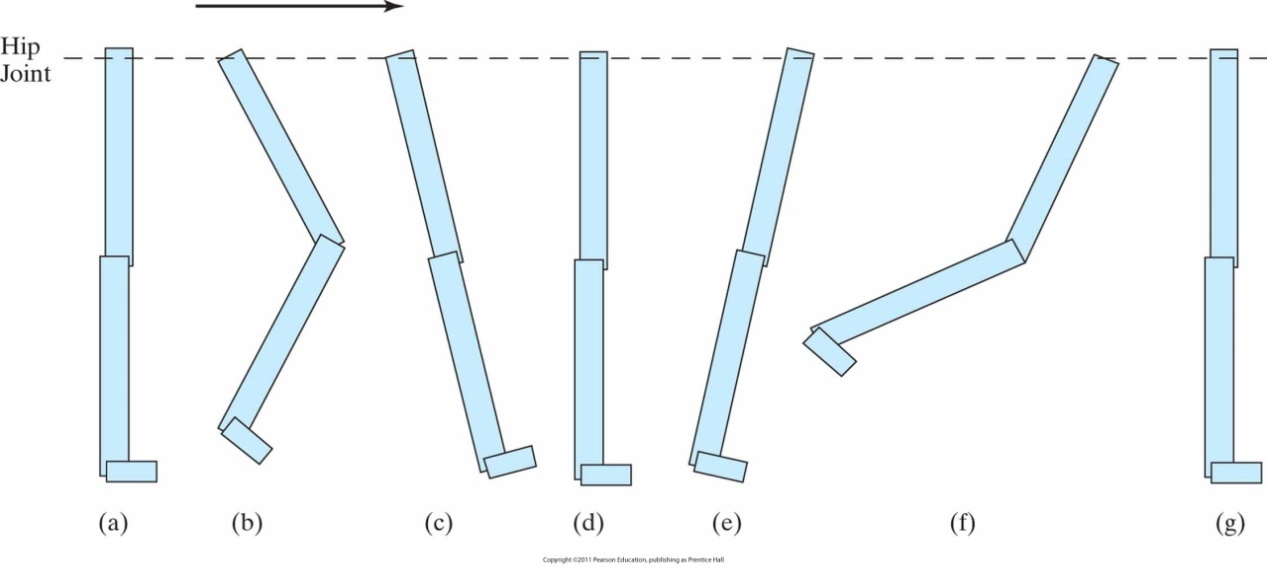 Hip
Joint
(a) (b) (c) (d) (e) (f) (g)
Copyright ©2011 Pearson Education, publishing as Prentice Hall